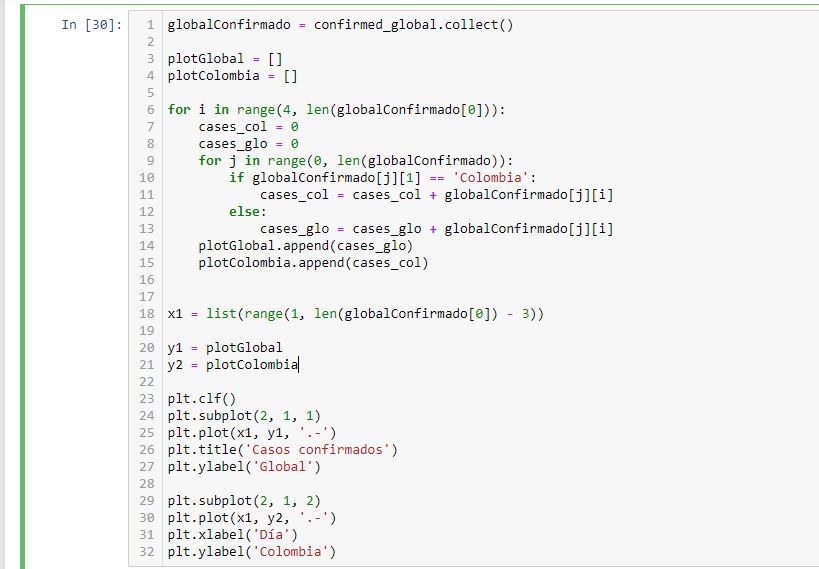 In [30]:
1 globalConfirmado = confirmed_global.collect()
2
3 plotGlobal = []
4 plotColombia = []
5
6 for i in range(4, len(globalConfirmado[0])):
7     cases_col = 0
8     cases_glo = 0
9     for j in range(0, len(globalConfirmado)):
10         if globalConfirmado[j][1] == 'Colombia':
11             cases_col = cases_col + globalConfirmado[j][i]
12         else:
13             cases_glo = cases_glo + globalConfirmado[j][i]
14     plotGlobal.append(cases_glo)
15     plotColombia.append(cases_col)
16
17
18 x1 = list(range(1, len(globalConfirmado[0]) - 3))
19
20 y1 = plotGlobal
21 y2 = plotColombia
22
23 plt.clf()
24 plt.subplot(2, 1, 1)
25 plt.plot(x1, y1, '.-')
26 plt.title('Casos confirmados')
27 plt.ylabel('Global')
28
29 plt.subplot(2, 1, 2)
30 plt.plot(x1, y2, '.-')
31 plt.xlabel('Día')
32 plt.ylabel('Colombia')